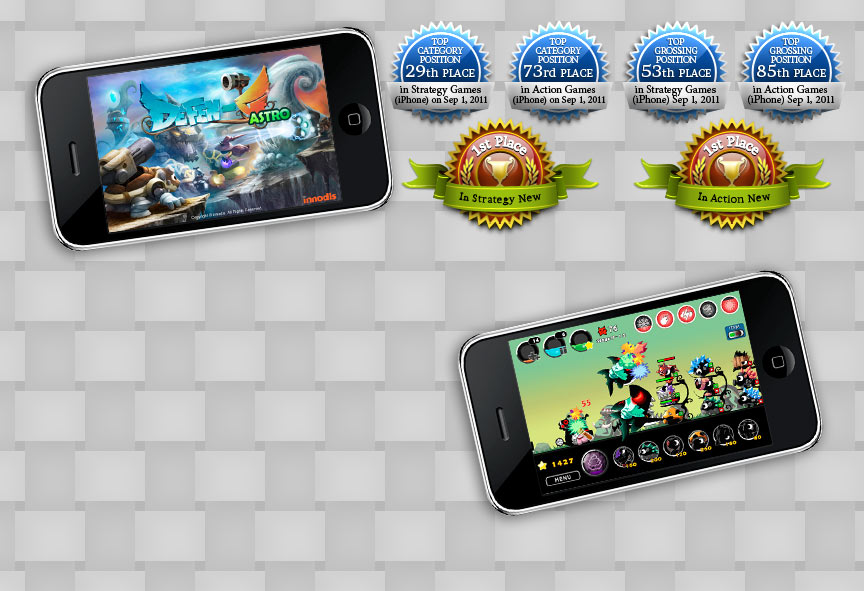 TOP
CATEGORY
POSITION
29th PLACE
in Strategy Games
(iPhone) on Sep 1, 2011
TOP
CATEGORY
POSITION
73rd PLACE
in Action Games
(iPhone) on Sep 1, 2011
TOP
GROSSING
POSITION
53th PLACE
in Strategy Games
(iPhone) Sep 1, 2011
TOP
GROSSING
POSITION
85th PLACE
in Action Games
(iPhone) Sep 1, 2011
1st Place
In Strategy New
1st Place
In Action New
ASTRO
innodis
55
1427
MENU